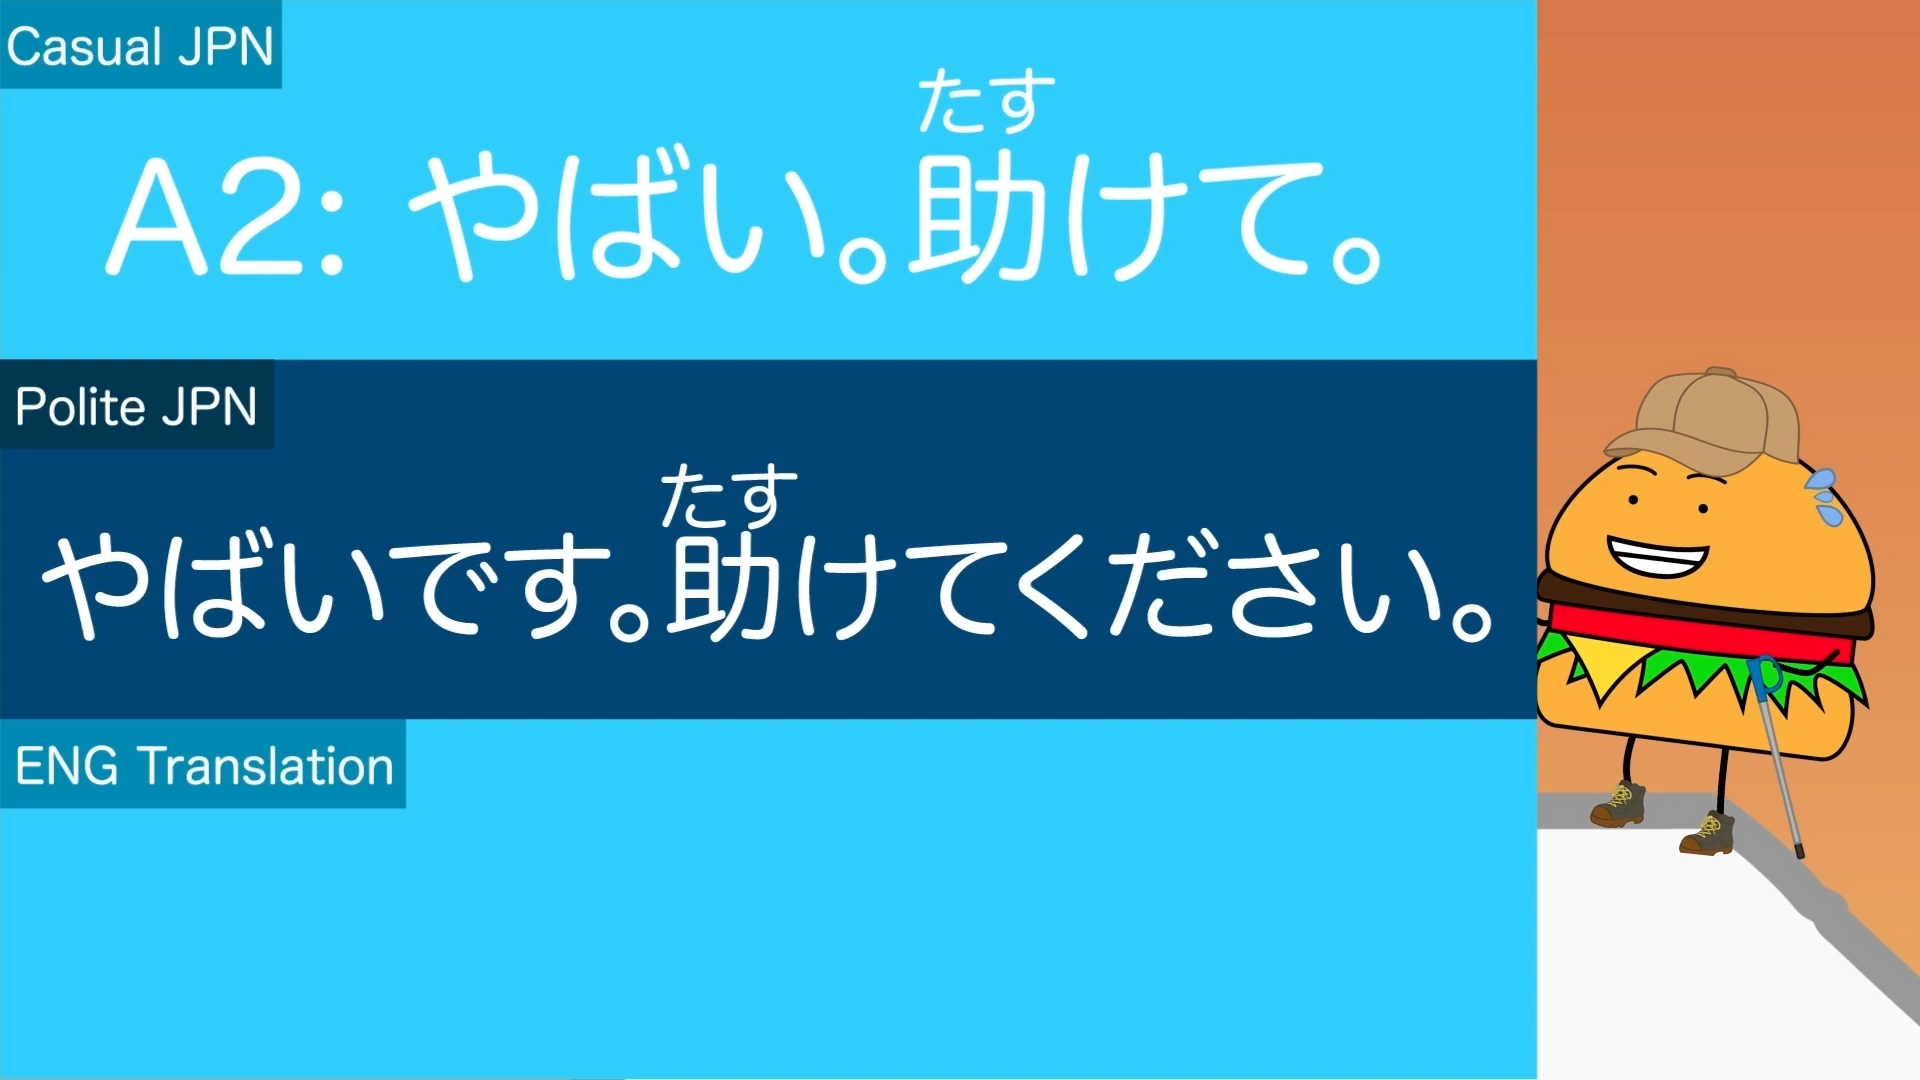 Casual JPN
たす
A2: やばい。助けて。
Polite JPN
たす
やばいです。助けてください。
ENG Translation